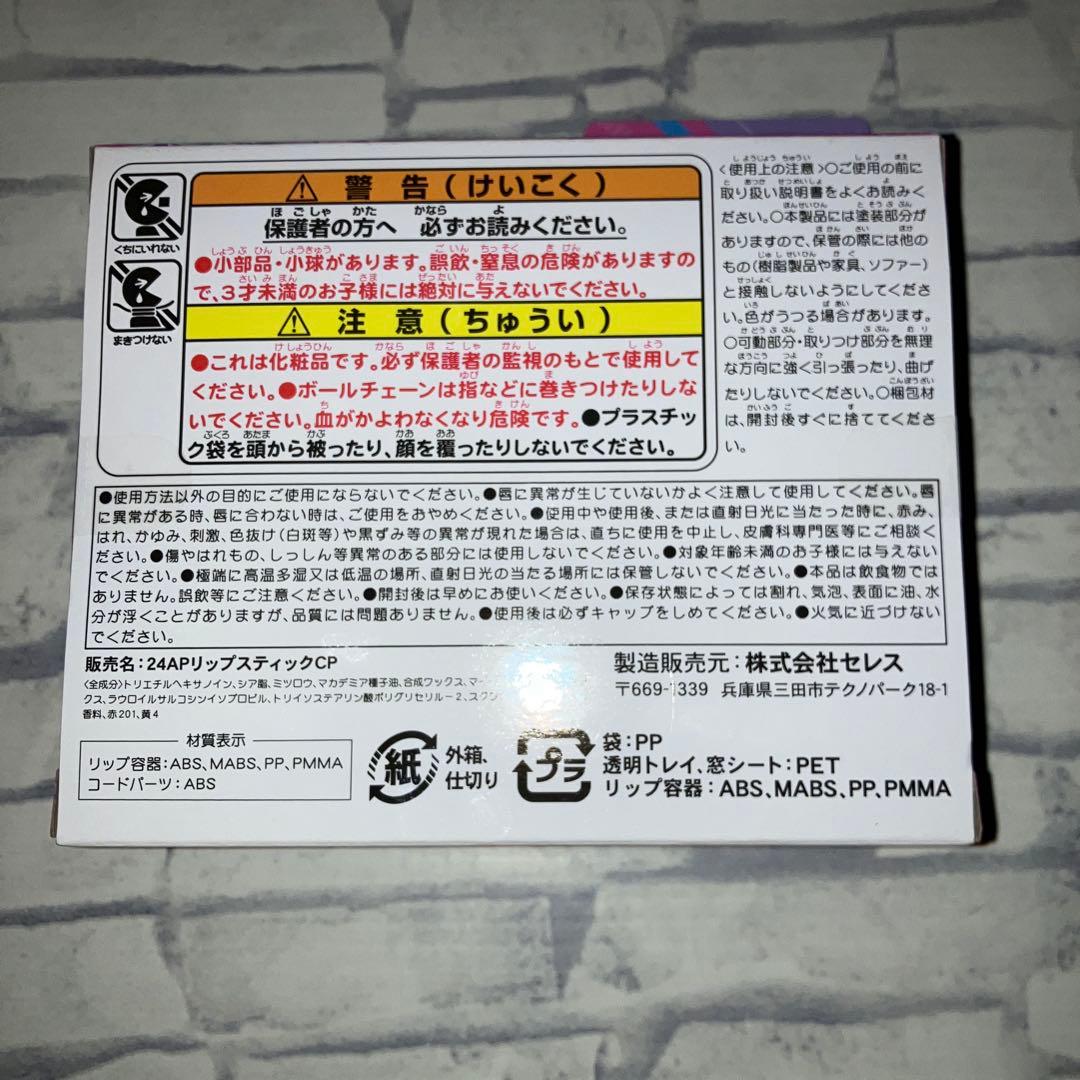 くちにいれない
まきつけない
警告(けいこく)
保護者の方へ 必ずお読みください。
●小部品・小球があります。誤飲・窒息の危険がありますの
で、3才未満のお子様には絶対に与えないでください。
注意(ちゅうい)
●これは化粧品です。必ず保護者の監視のもとで使用して
ください。●ボールチェーンは指などに巻きつけたりしな
いでください。血がかよわなくなり危険です。●プラスチッ
ク袋を頭から被ったり、顔を覆ったりしないでください。
〈使用上の注意〉○ご使用の前に
取り扱い説明書をよくお読みく
ださい。○本製品には塗装部分が
ありますので、保管の際には他の
もの(樹脂製品や家具、ソファー)
と接触しないようにしてくださ
い。色がうつる場合があります。
○可動部分・取りつけ部分を無理
な方向に強く引っ張ったり、曲げ
たりしないでください。○梱包材
は、開封後すぐに捨ててくださ
い。
●使用方法以外の目的にご使用にならないでください。●唇に異常が生じていないかよく注意して使用してください。唇
に異常がある時、唇に合わない時は、ご使用をおやめください。●使用中や使用後、または直射日光に当たった時に、赤み、
はれ、かゆみ、刺激、色抜け(白斑等)や黒ずみ等の異常が現れた場合は、直ちに使用を中止し、皮膚科専門医等にご相談く
ださい。●傷やはれもの、しっしん等異常のある部分には使用しないでください。●対象年齢未満のお子様には与えない
でください。●極端に高温多湿又は低温の場所、直射日光の当たる場所には保管しないでください。●本品は飲食物では
ありません。誤飲等にご注意ください。●開封後は早めにお使いください。●保存状態によっては割れ、気泡、表面に油、水
分が浮くことがありますが、品質には問題ありません。●使用後は必ずキャップをしめてください。●火気に近づけない
でください。
販売名:24APリップスティックCP
〈全成分〉トリエチルヘキサノイン、シア脂、ミツロウ、マカデミア種子油、合成ワックス、マー
クス、ラウロイルサルコシンイソプロピル、トリイソステアリン酸ポリグリセリルー2、スクワ
香料、赤201、黄4
製造販売元:株式会社セレス
〒669-1339 兵庫県三田市テクノパーク18-1
材質表示
リップ容器:ABS、MABS、PP、PMMA
コードパーツ:ABS
紙
外箱、
仕切り
プラ
袋:PP
透明トレイ、窓シート:PET
リップ容器:ABS、MABS、PP、PMMA